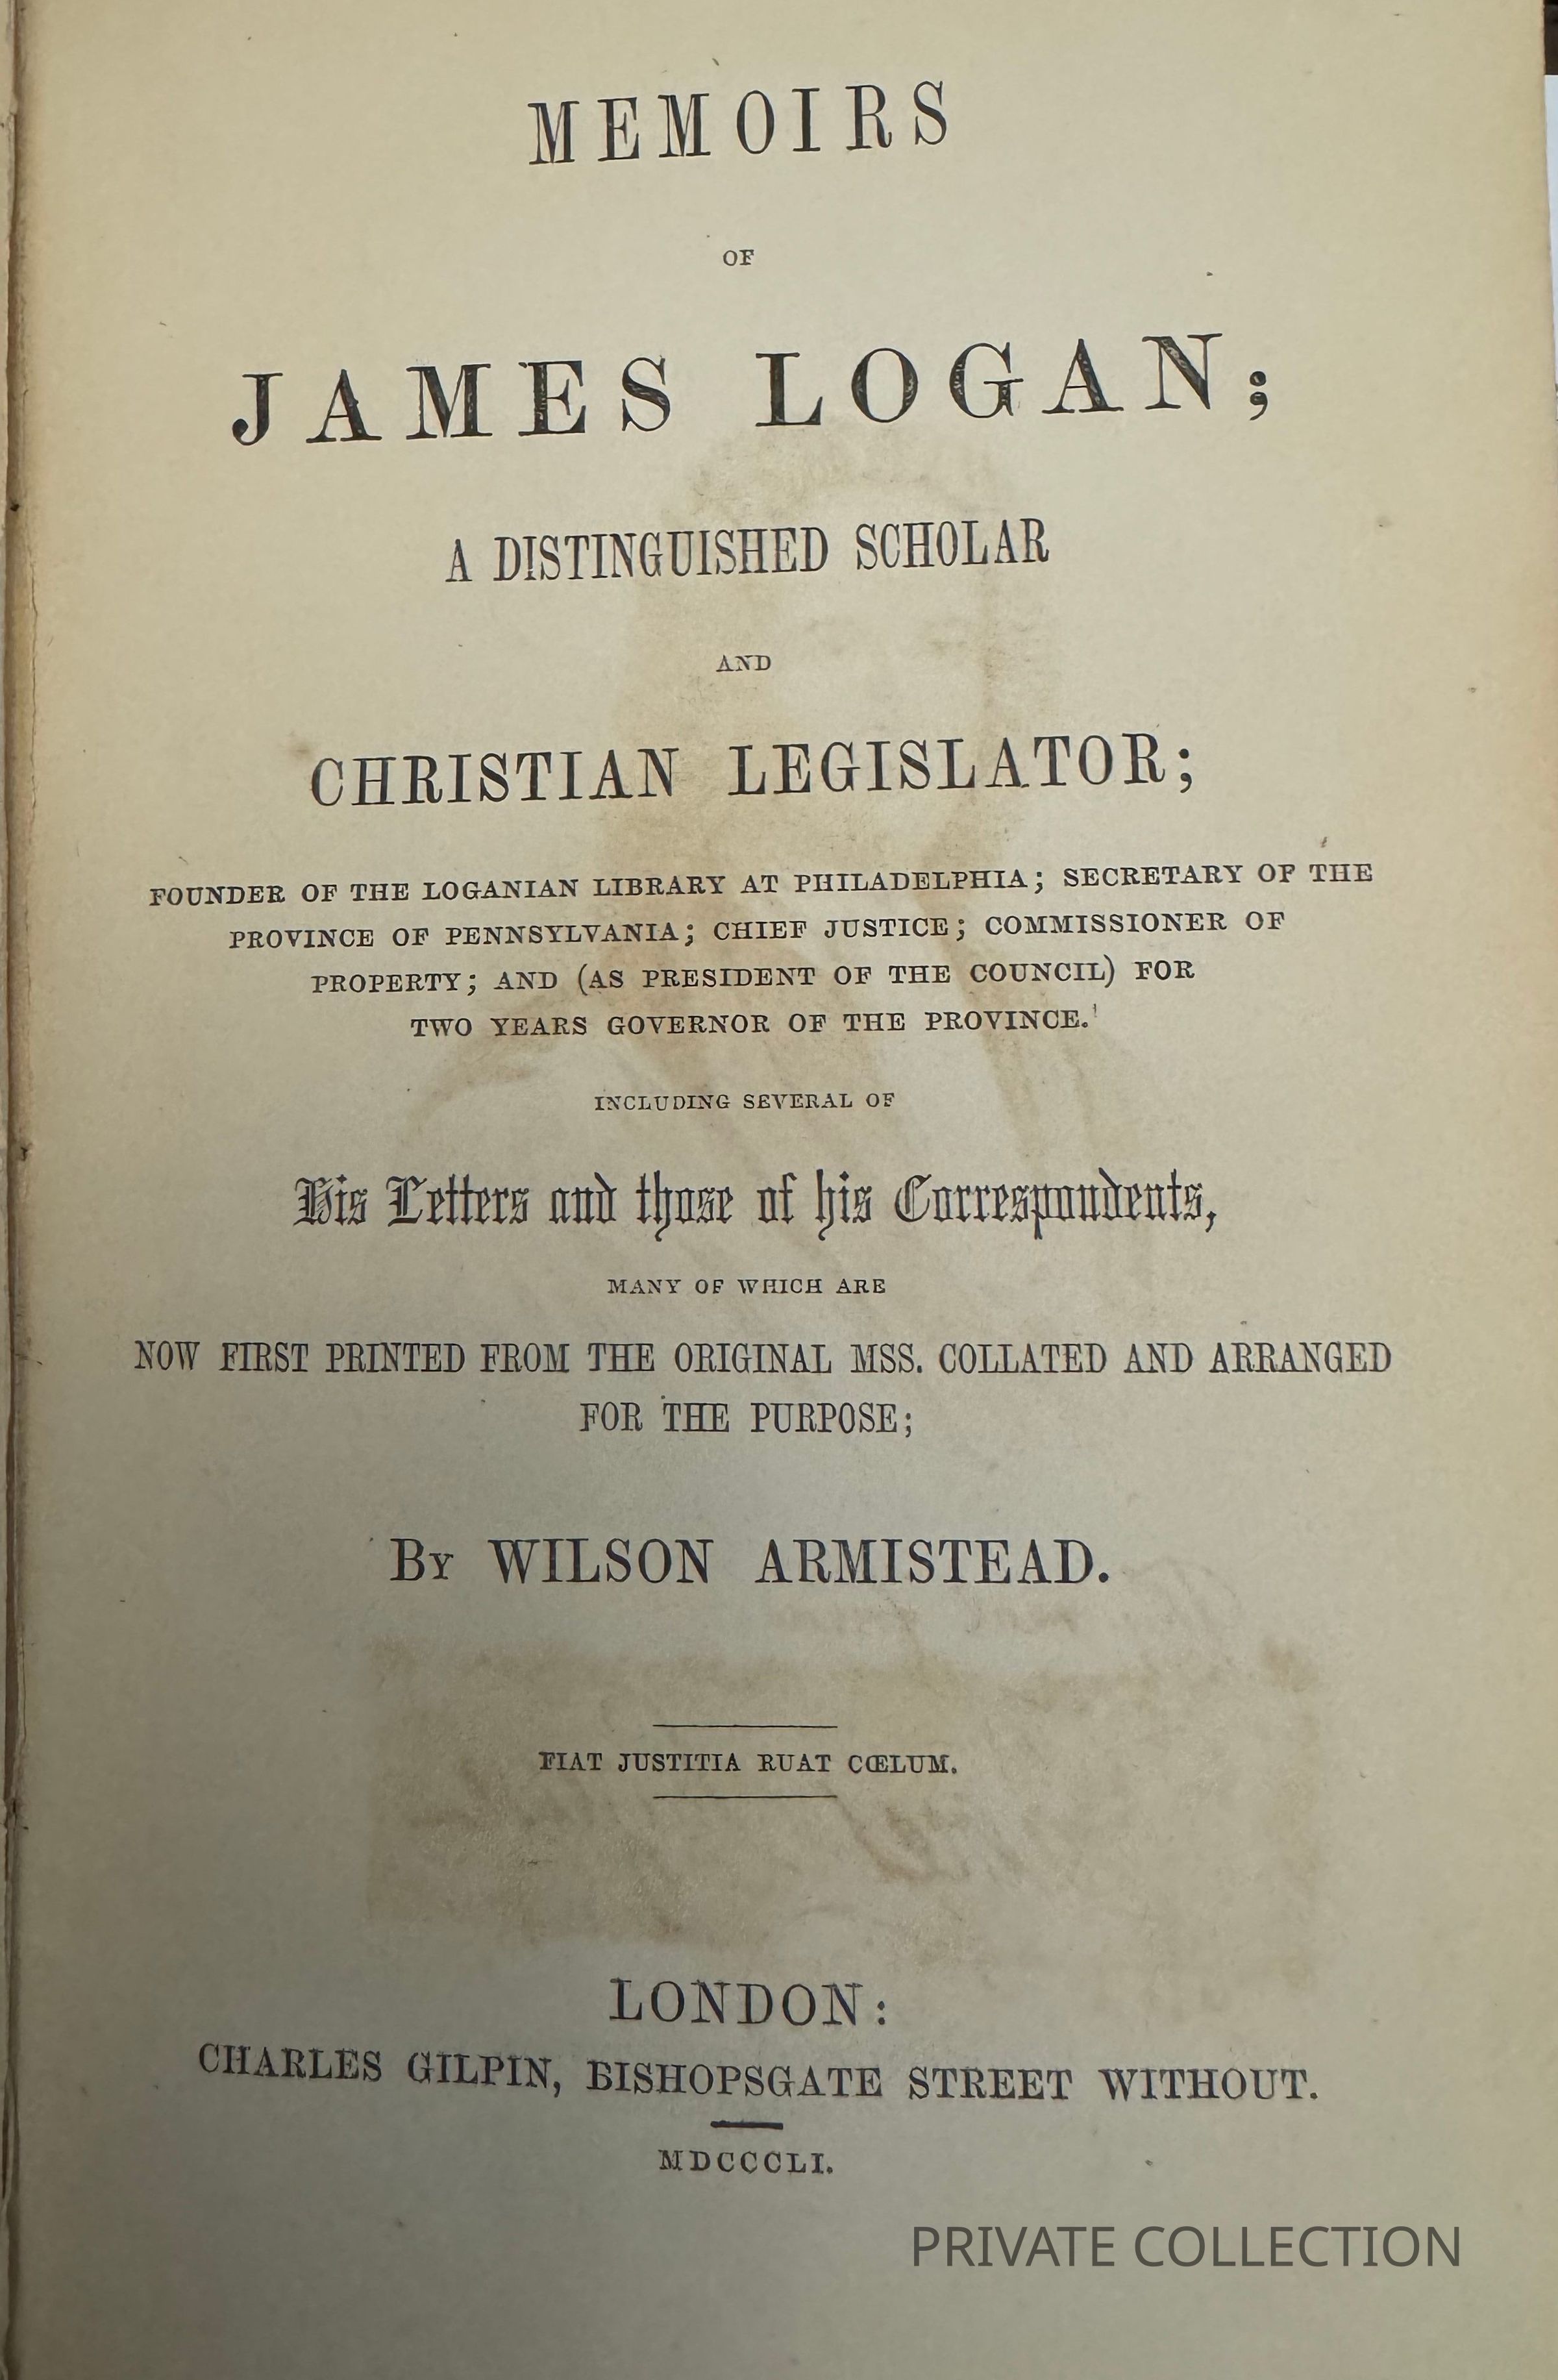 MEMOIRS
OF
JAMES LOGAN;
A DISTINGUISHED SCHOLAR
AND
CHRISTIAN LEGISLATOR;
FOUNDER OF THE LOGANIAN LIBRARY AT PHILADELPHIA; SECRETARY OF THE
PROVINCE OF PENNSYLVANIA; CHIEF JUSTICE; COMMISSIONER OF
PROPERTY; AND (AS PRESIDENT OF THE COUNCIL) FOR
TWO YEARS GOVERNOR OF THE PROVINCE.
INCLUDING SEVERAL OF
His Letters and those of his Correspondents,
MANY OF WHICH ARE
NOW FIRST PRINTED FROM THE ORIGINAL MSS. COLLATED AND ARRANGED
FOR THE PURPOSE;
BY WILSON ARMISTEAD.
FIAT JUSTITIA RUAT CŒLUM.
LONDON:
CHARLES GILPIN, BISHOPSGATE STREET WITHOUT.
MDCCCLI.
PRIVATE COLLECTION